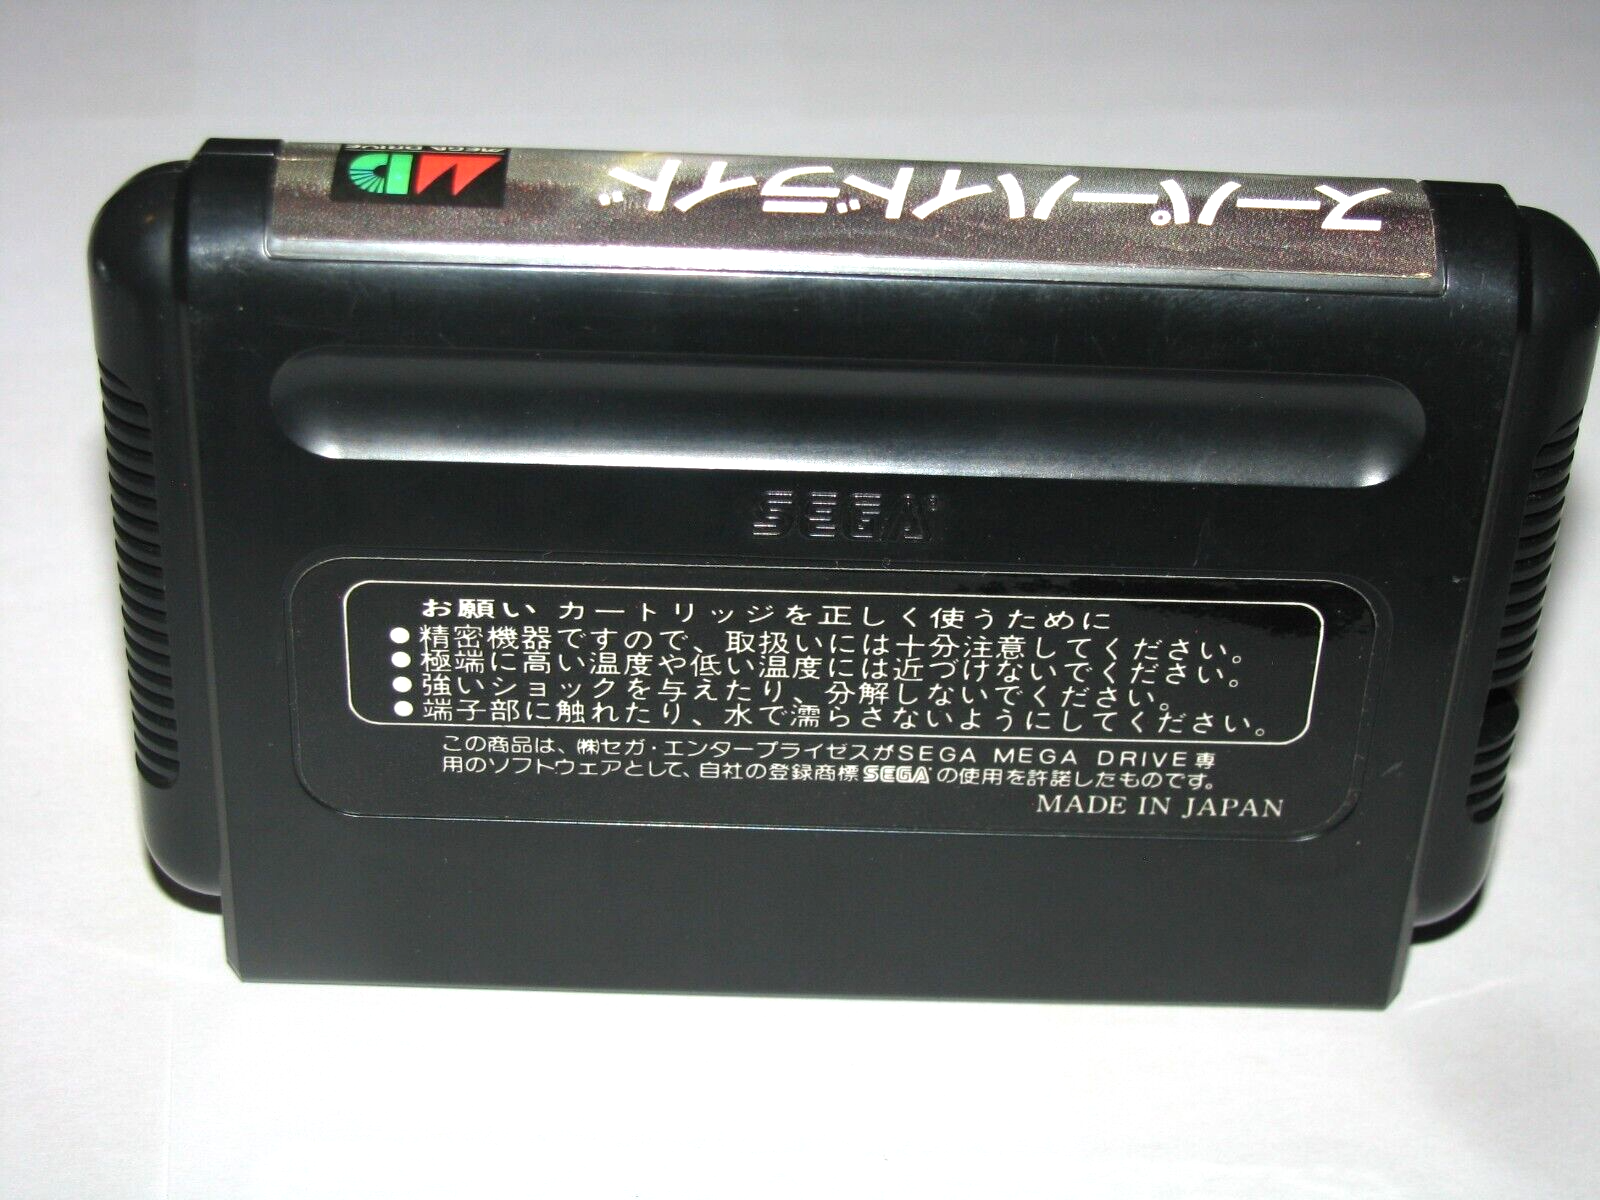 スーパーハイドライド
MEGA DRIVE
SEGA
お願い カートリッジを正しく使うために
●精密機器ですので、取扱いには十分注意してください。
●極端に高い温度や低い温度には近づけないでください。
●強いショックを与えたり、分解しないでください。
●端子部に触れたり、水で濡らさないようにしてください。
この商品は、㈱セガ・エンタープライゼスがSEGA MEGA DRIVE専
用のソフトウェアとして、自社の登録商標SEGA®の使用を許諾したものです。
MADE IN JAPAN